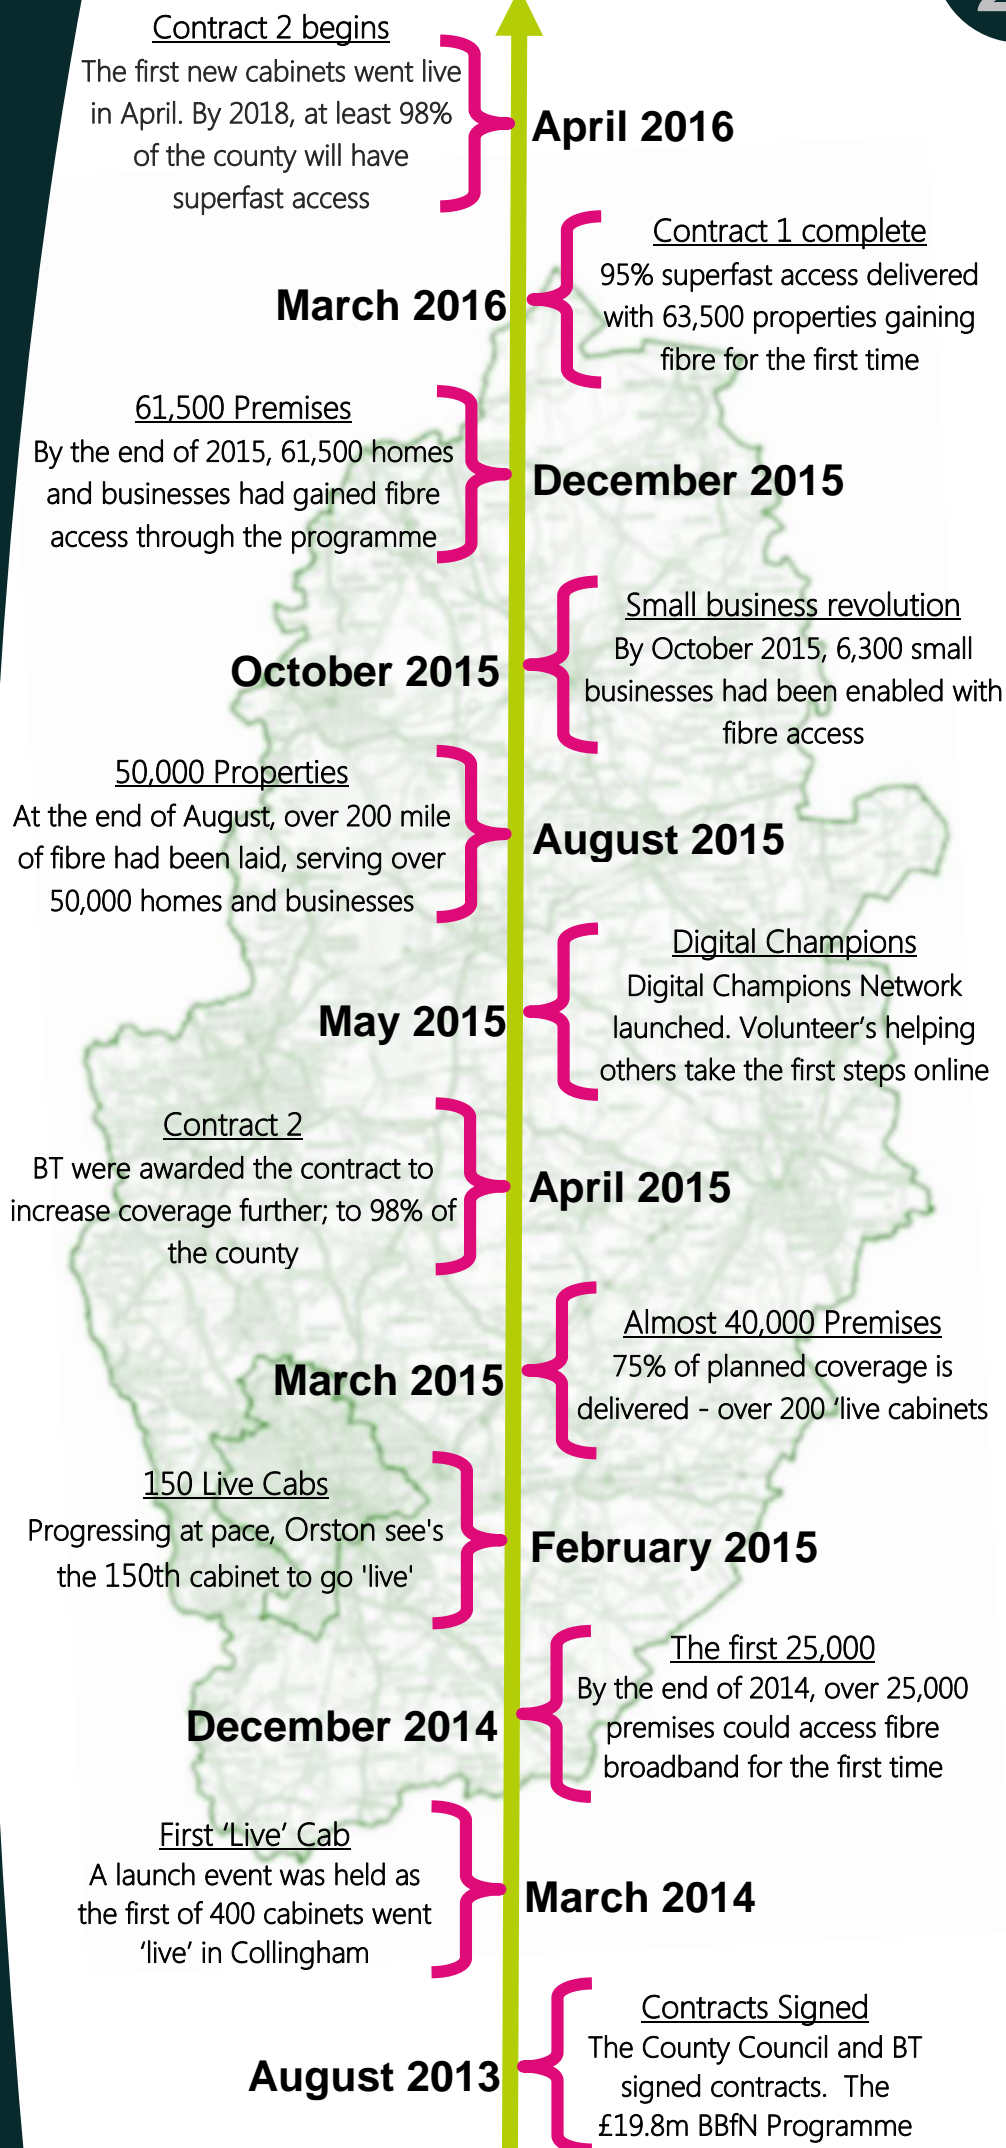 Contract 2 begins
The first new cabinets went live
in April. By 2018, at least 98%
of the county will have
superfast access
April 2016
Contract 1 complete
95% superfast access delivered
with 63,500 properties gaining
fibre for the first time
March 2016
61,500 Premises
By the end of 2015, 61,500 homes
and businesses had gained fibre
access through the programme
December 2015
Small business revolution
By October 2015, 6,300 small
businesses had been enabled with
fibre access
October 2015
50,000 Properties
At the end of August, over 200 mile
of fibre had been laid, serving over
50,000 homes and businesses
August 2015
Digital Champions
Digital Champions Network
launched. Volunteer’s helping
others take the first steps online
May 2015
Contract 2
BT were awarded the contract to
increase coverage further; to 98% of
the county
April 2015
Almost 40,000 Premises
75% of planned coverage is
delivered - over 200 ‘live cabinets
March 2015
150 Live Cabs
Progressing at pace, Orston see's
the 150th cabinet to go 'live'
February 2015
The first 25,000
By the end of 2014, over 25,000
premises could access fibre
broadband for the first time
December 2014
First ‘Live’ Cab
A launch event was held as
the first of 400 cabinets went
‘live’ in Collingham
March 2014
Contracts Signed
The County Council and BT
signed contracts. The
£19.8m BBfN Programme
August 2013